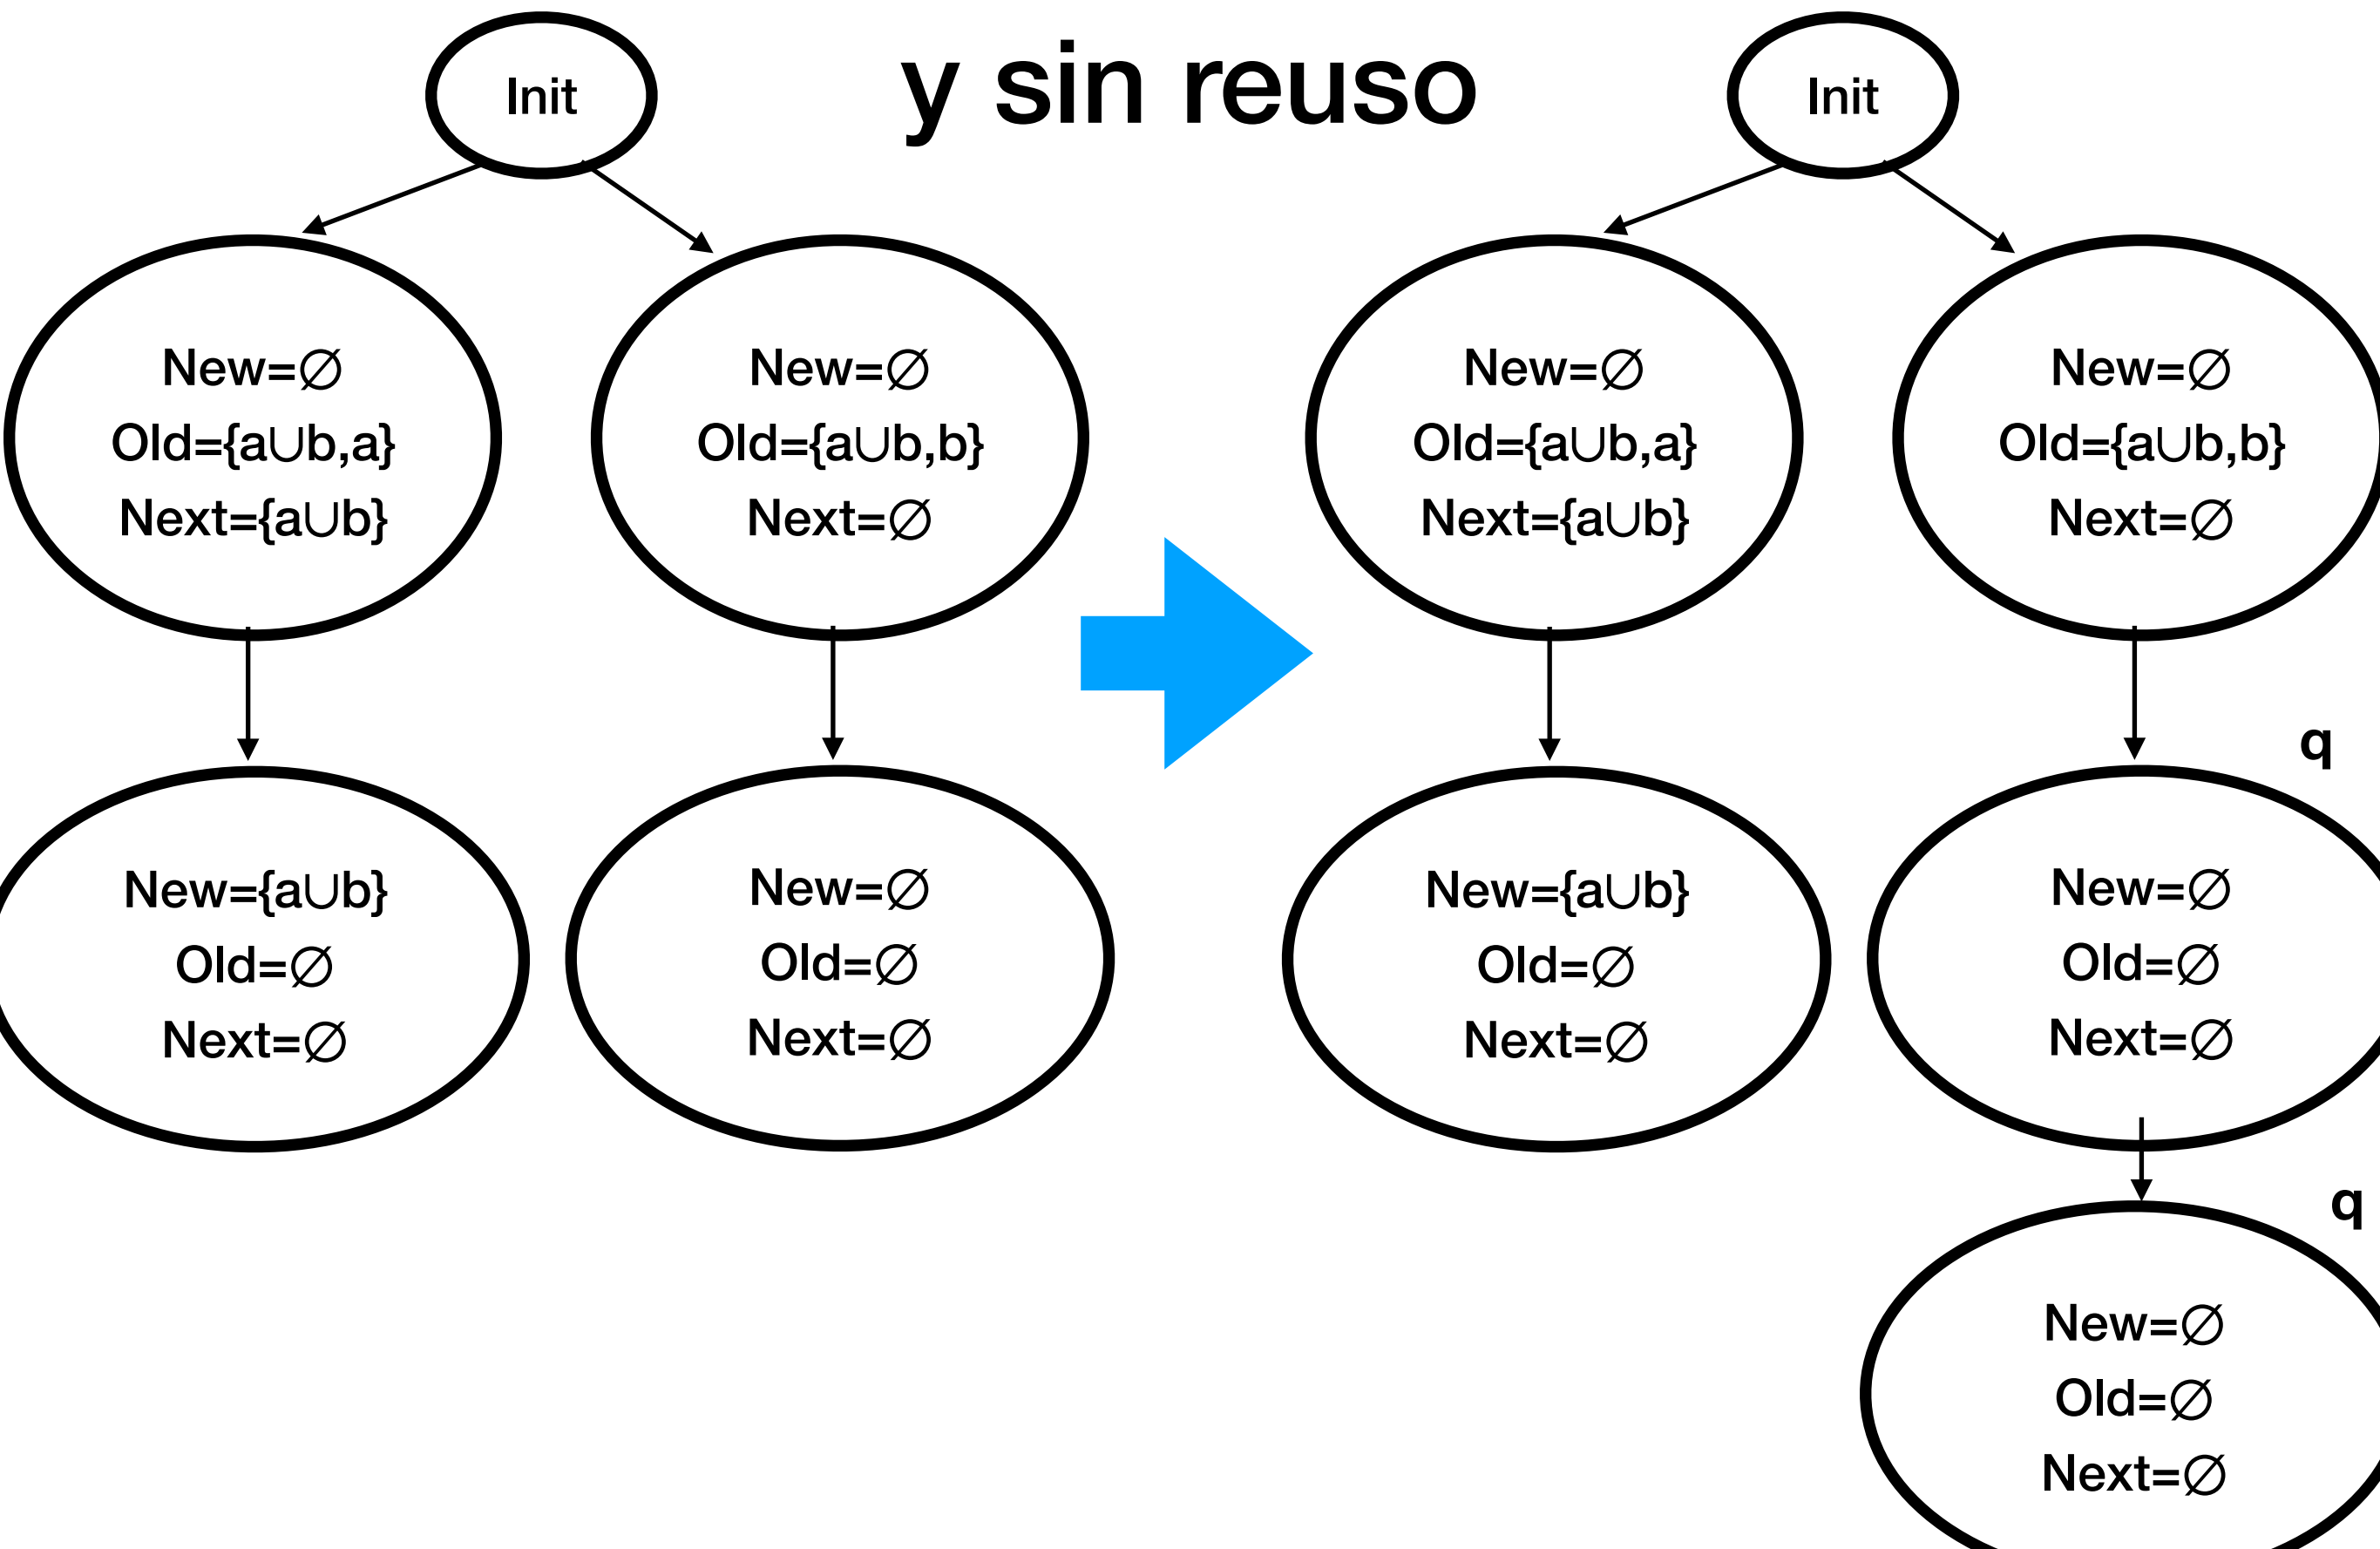 y sin reuso
Init
New=∅
Old={a∪b,a}
Next={a∪b}
New=∅
Old={a∪b,b}
Next=∅
New={a∪b}
Old=∅
Next=∅
New=∅
Old=∅
Next=∅
Init
New=∅
Old={a∪b,a}
Next={a∪b}
New=∅
Old={a∪b,b}
Next=∅
New={a∪b}
Old=∅
Next=∅
q
New=∅
Old=∅
Next=∅
q
New=∅
Old=∅
Next=∅